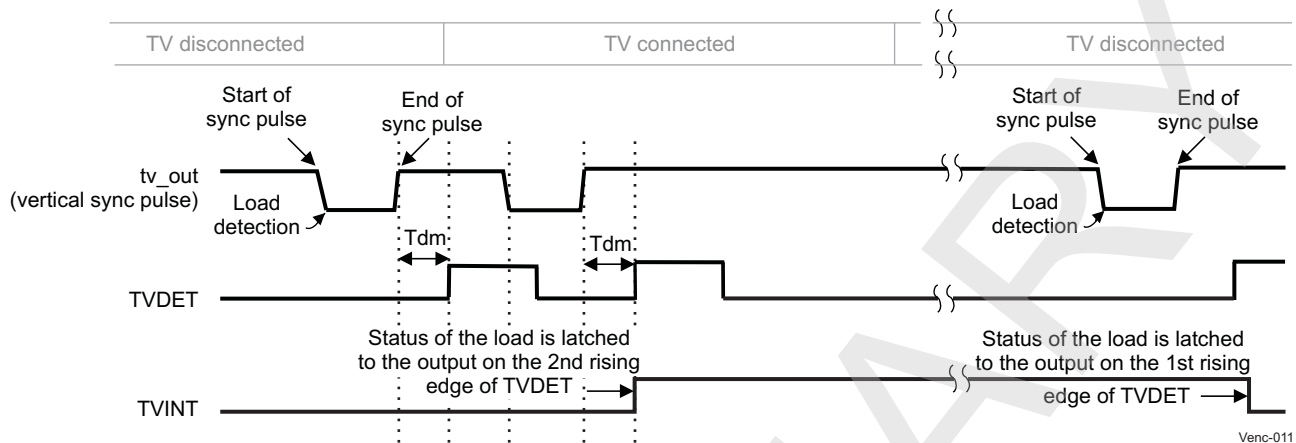 TV disconnected
TV connected
TV disconnected
Start of
sync pulse
End of
sync pulse
Start of
sync pulse
End of
sync pulse
tv_out
(vertical sync pulse)
Load
detection
Load
detection
Tdm
Tdm
TVDET
Status of the load is latched
to the output on the 2nd rising
edge of TVDET
Status of the load is latched
to the output on the 1st rising
edge of TVDET
TVINT
Venc-011